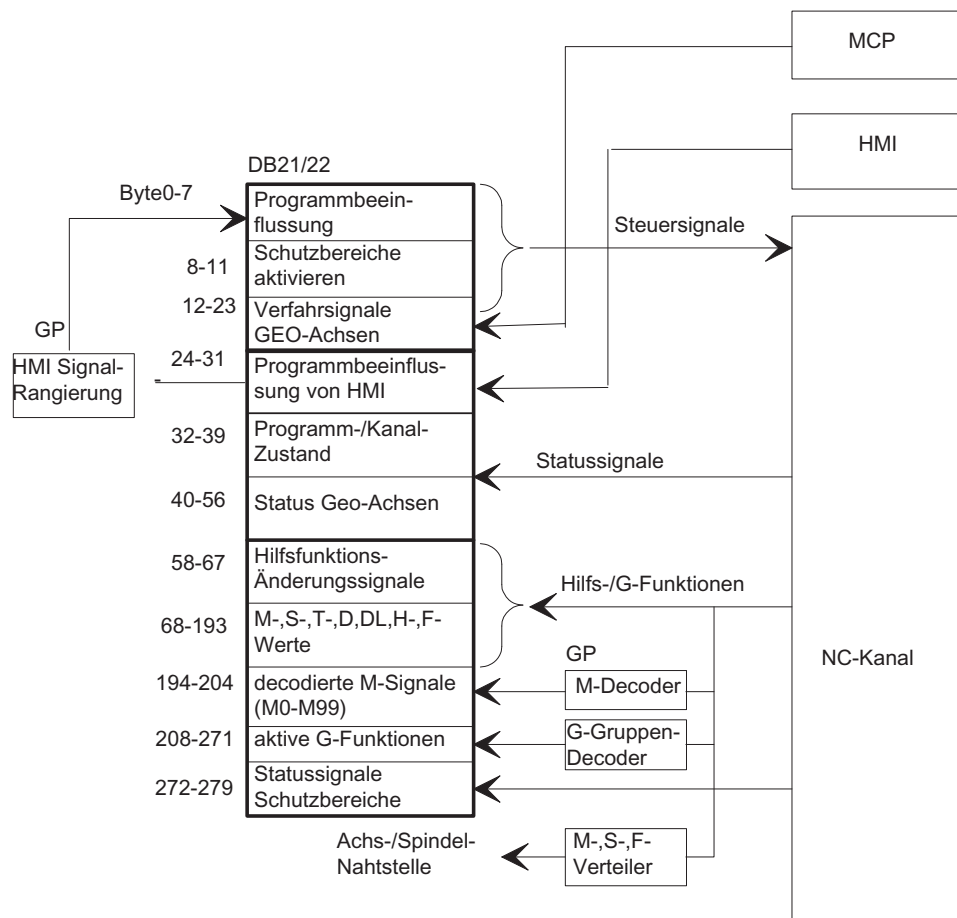 MCP
HMI
DB21/22
Byte0-7
Programmbeein-
flussung
Steuersignale
8-11
Schutzbereiche
aktivieren
12-23
Verfahrsignale
GEO-Achsen
GP
HMI Signal-
Rangierung
24-31
Programmbeeinflus-
sung von HMI
32-39
Programm-/Kanal-
Zustand
Statussignale
40-56
Status Geo-Achsen
58-67
Hilfsfunktions-
Änderungssignale
Hilfs-/G-Funktionen
68-193
M-,S-,T-,D,DL,H-,F-
Werte
NC-Kanal
GP
194-204
decodierte M-Signale
(M0-M99)
M-Decoder
208-271
aktive G-Funktionen
G-Gruppen-
Decoder
272-279
Statussignale
Schutzbereiche
Achs-/Spindel-
Nahtstelle
M-,S-,F-
Verteiler